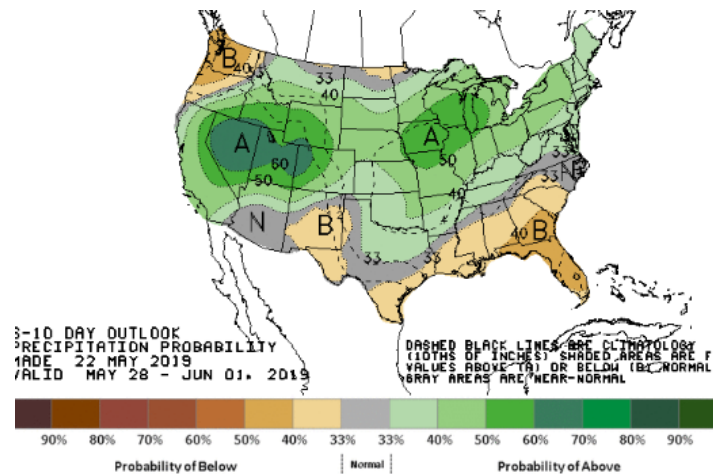 B
40
33
33
40
A
A
60
50
50
40
33
33
N
N
B
2
B
40
33
33
6-10 DAY OUTLOOK
PRECIPITATION PROBABILITY
MADE 22 MAY 2019
VALID MAY 28 - JUN 01, 2019
DASHED BLACK LINES ARE CLIMATOLOGY
(10THS OF INCHES) SHADED AREAS ARE F
VALUES ABOVE (A) OR BELOW (B) NORMAL
GRAY AREAS ARE NEAR-NORMAL
90% 80% 70% 60% 50% 40% 33% 33% 40% 50% 60% 70% 80% 90%
Probability of Below Normal Probability of Above